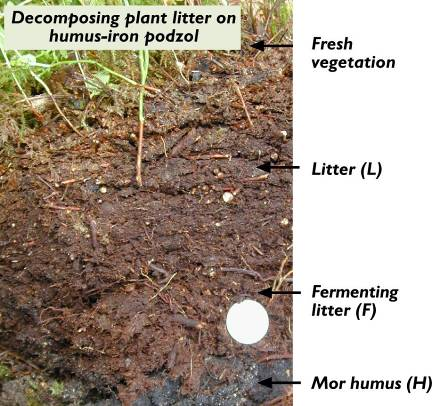 Decomposing plant litter on
humus-iron podzol
Fresh
vegetation
Litter (L)
Fermenting
litter (F)
Mor humus (H)